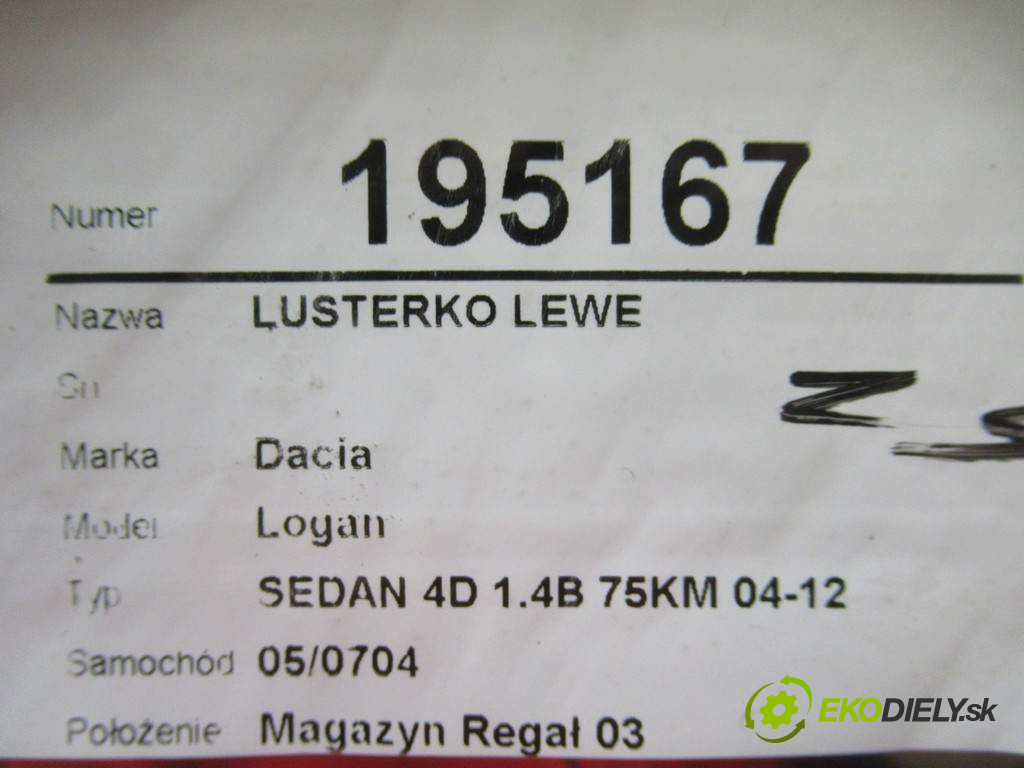 Numer 195167
Nazwa LUSTERKO LEWE
Sn
Marka Dacia
Model Logan
Typ SEDAN 4D 1.4B 75KM 04-12
Samochód 05/0704
Położenie Magazyn Regał 03
EKODIELY.sk